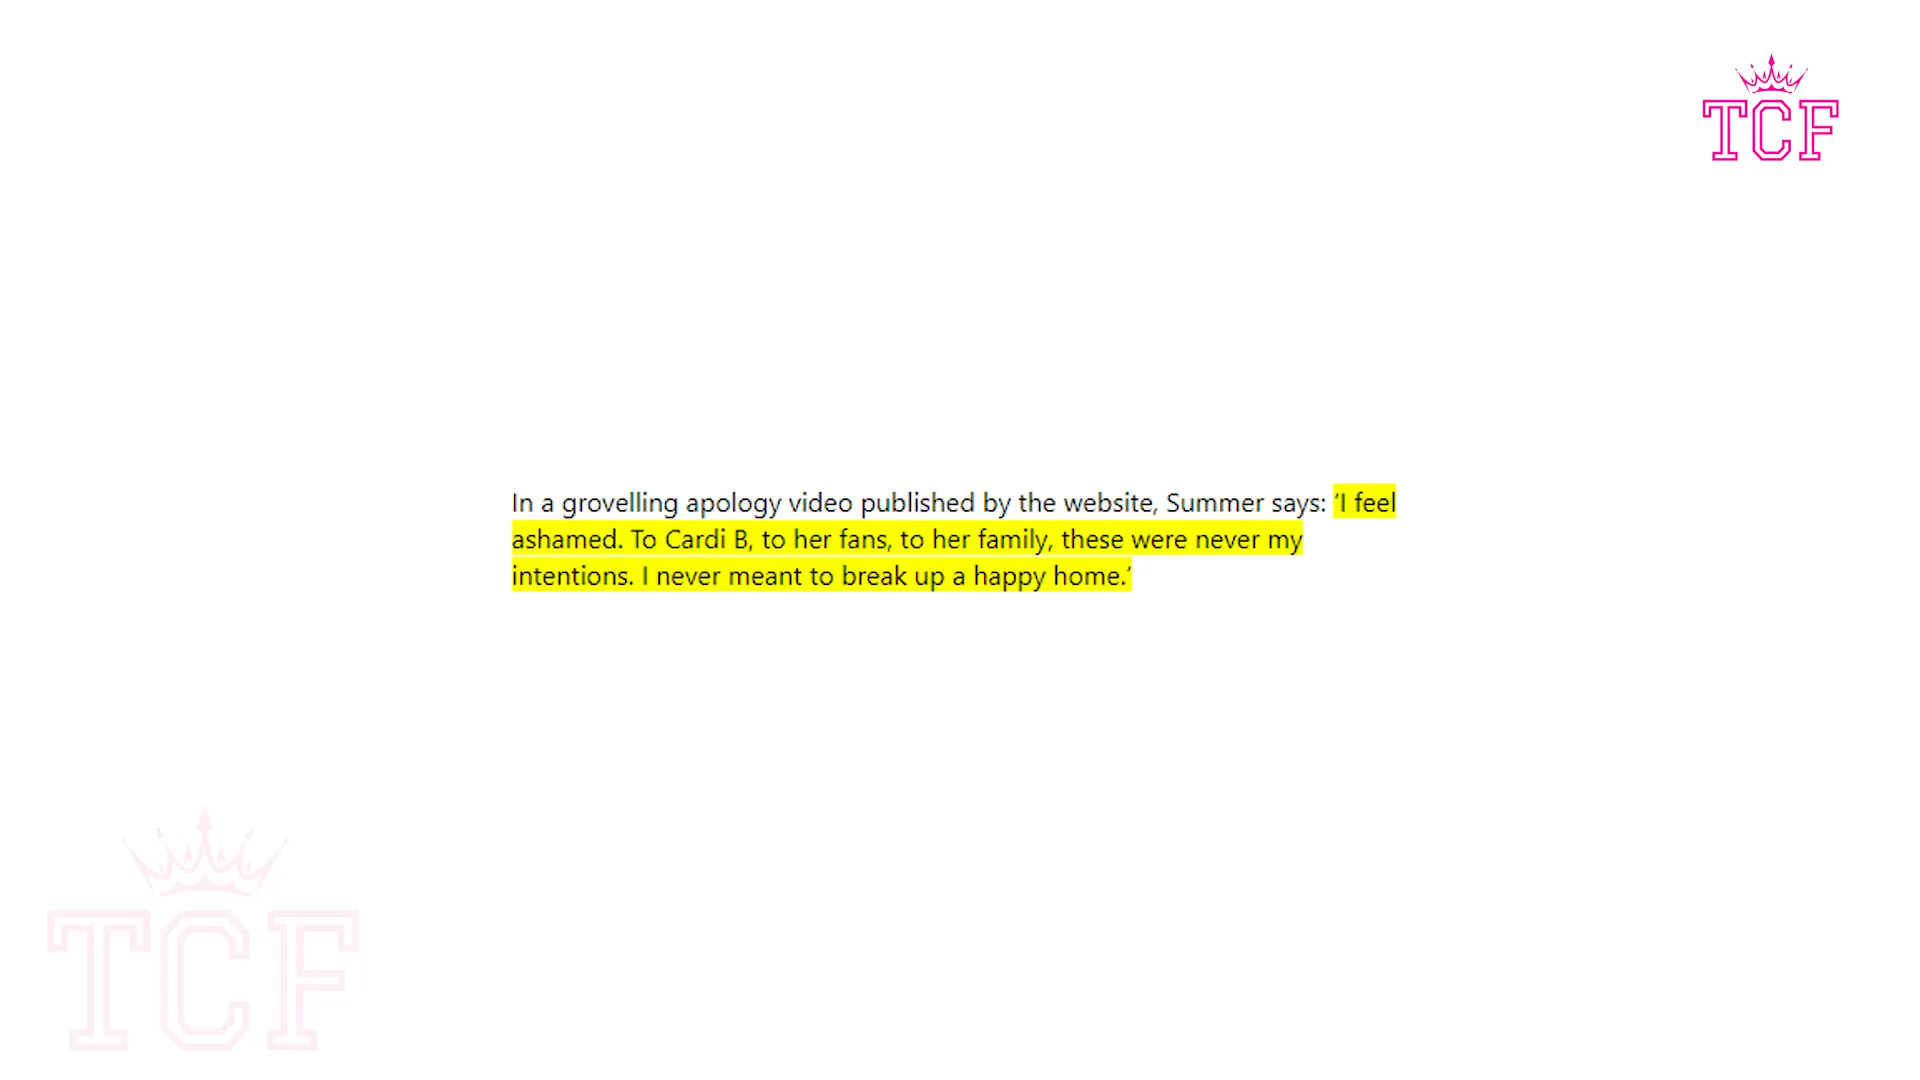 TCF
In a grovelling apology video published by the website, Summer says: ‘I feel
ashamed. To Cardi B, to her fans, to her family, these were never my
intentions. I never meant to break up a happy home.’
TCF